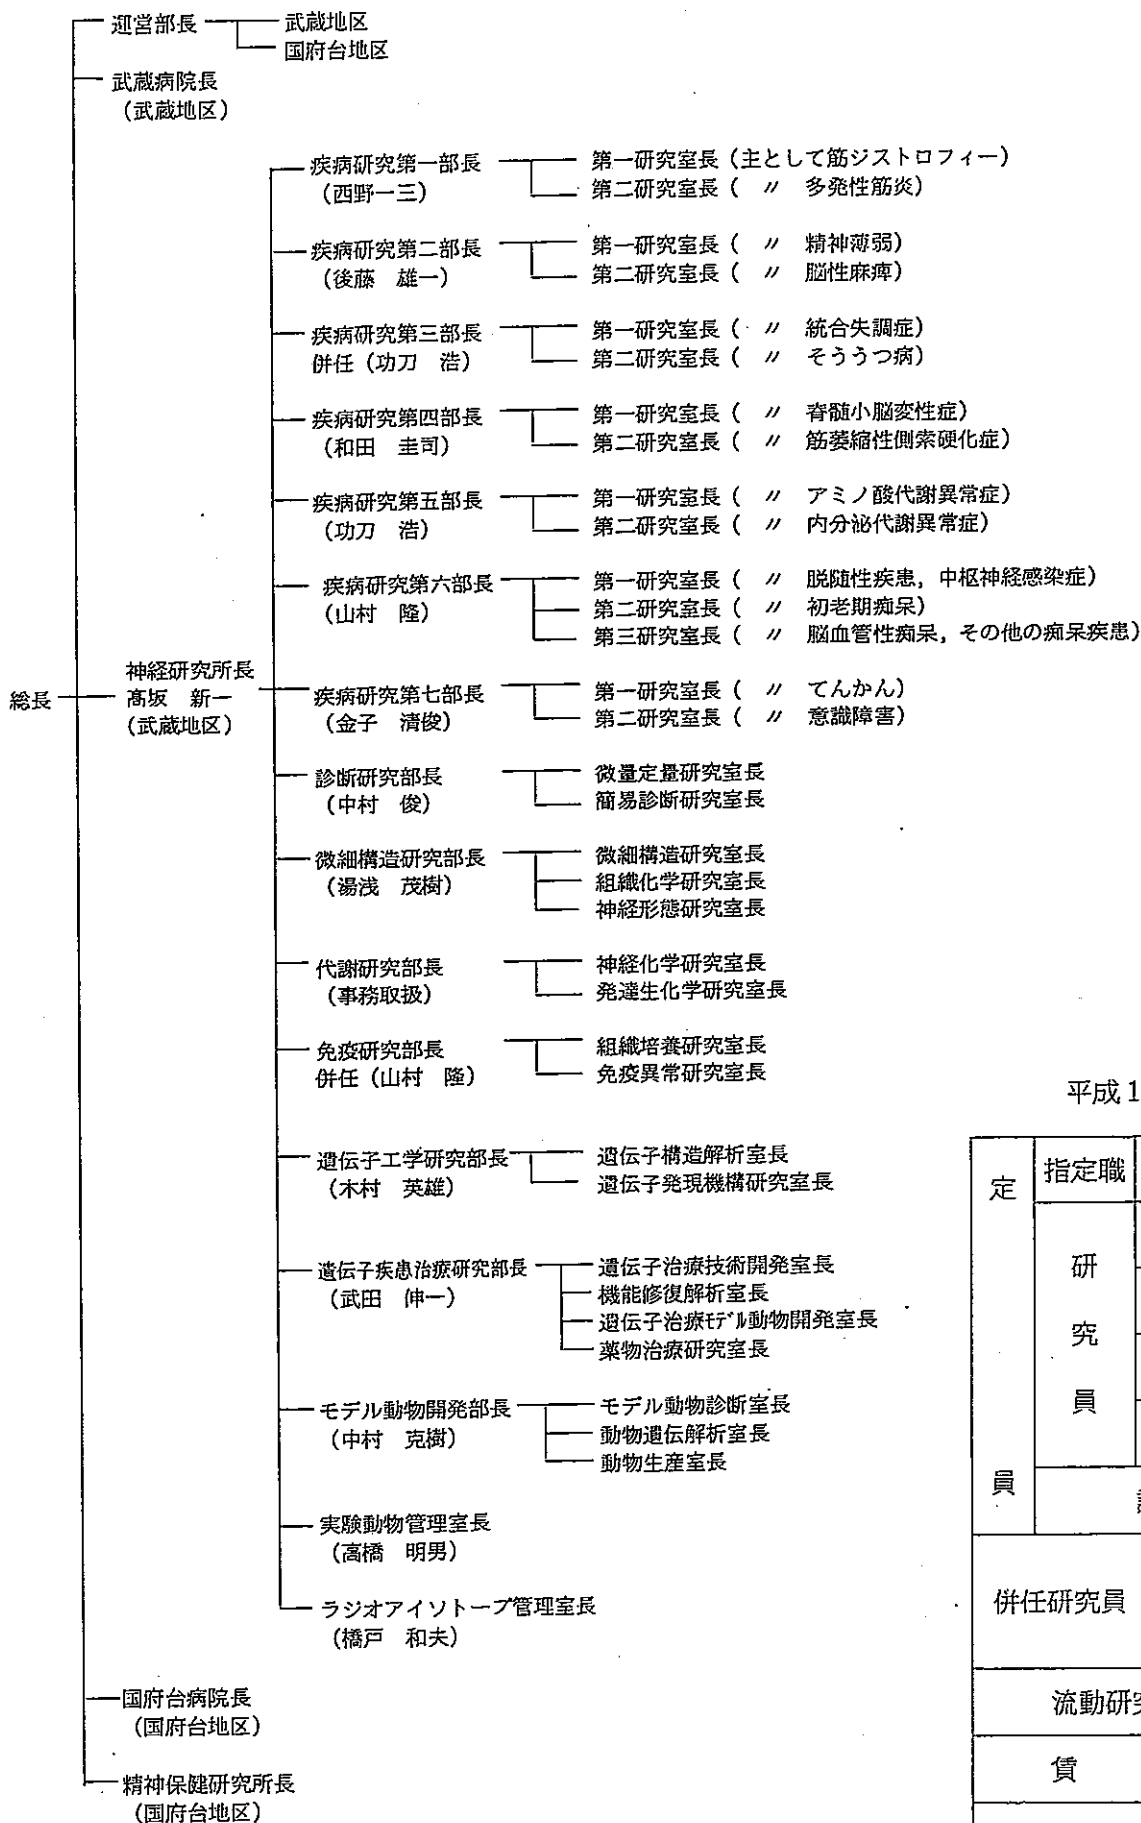 運営部長
武蔵地区
国府台地区
武蔵病院長
(武蔵地区)
疾病研究第一部長
(西野一三)
第一研究室長(主として筋ジストロフィー)
第二研究室長( 〃 多発性筋炎)
疾病研究第二部長
(後藤 雄一)
第一研究室長( 〃 精神薄弱)
第二研究室長( 〃 脳性麻痺)
疾病研究第三部長
併任(功刀 浩)
第一研究室長( 〃 統合失調症)
第二研究室長( 〃 そううつ病)
疾病研究第四部長
(和田 圭司)
第一研究室長( 〃 脊髄小脳変性症)
第二研究室長( 〃 筋萎縮性側索硬化症)
疾病研究第五部長
(功刀 浩)
第一研究室長( 〃 アミノ酸代謝異常症)
第二研究室長( 〃 内分泌代謝異常症)
疾病研究第六部長
(山村 隆)
第一研究室長( 〃 脱随性疾患,中枢神経感染症)
第二研究室長( 〃 初老期痴呆)
第三研究室長( 〃 脳血管性痴呆,その他の痴呆疾患)
総長
神経研究所長
髙坂 新一
(武蔵地区)
疾病研究第七部長
(金子 清俊)
第一研究室長( 〃 てんかん)
第二研究室長( 〃 意識障害)
診断研究部長
(中村 俊)
微量定量研究室長
簡易診断研究室長
微細構造研究部長
(湯浅 茂樹)
微細構造研究室長
組織化学研究室長
神経形態研究室長
代謝研究部長
(事務取扱)
神経化学研究室長
発達生化学研究室長
免疫研究部長
併任(山村 隆)
組織培養研究室長
免疫異常研究室長
遺伝子工学研究部長
(木村 英雄)
遺伝子構造解析室長
遺伝子発現機構研究室長
遺伝子疾患治療研究部長
(武田 伸一)
遺伝子治療技術開発室長
機能修復解析室長
遺伝子治療モデル動物開発室長
薬物治療研究室長
モデル動物開発部長
(中村 克樹)
モデル動物診断室長
動物遺伝解析室長
動物生産室長
実験動物管理室長
(高橋 明男)
ラジオアイソトープ管理室長
(橋戸 和夫)
国府台病院長
(国府台地区)
精神保健研究所長
(国府台地区)
平成1
定員
指定職
研究員
併任研究員
流動研
賃